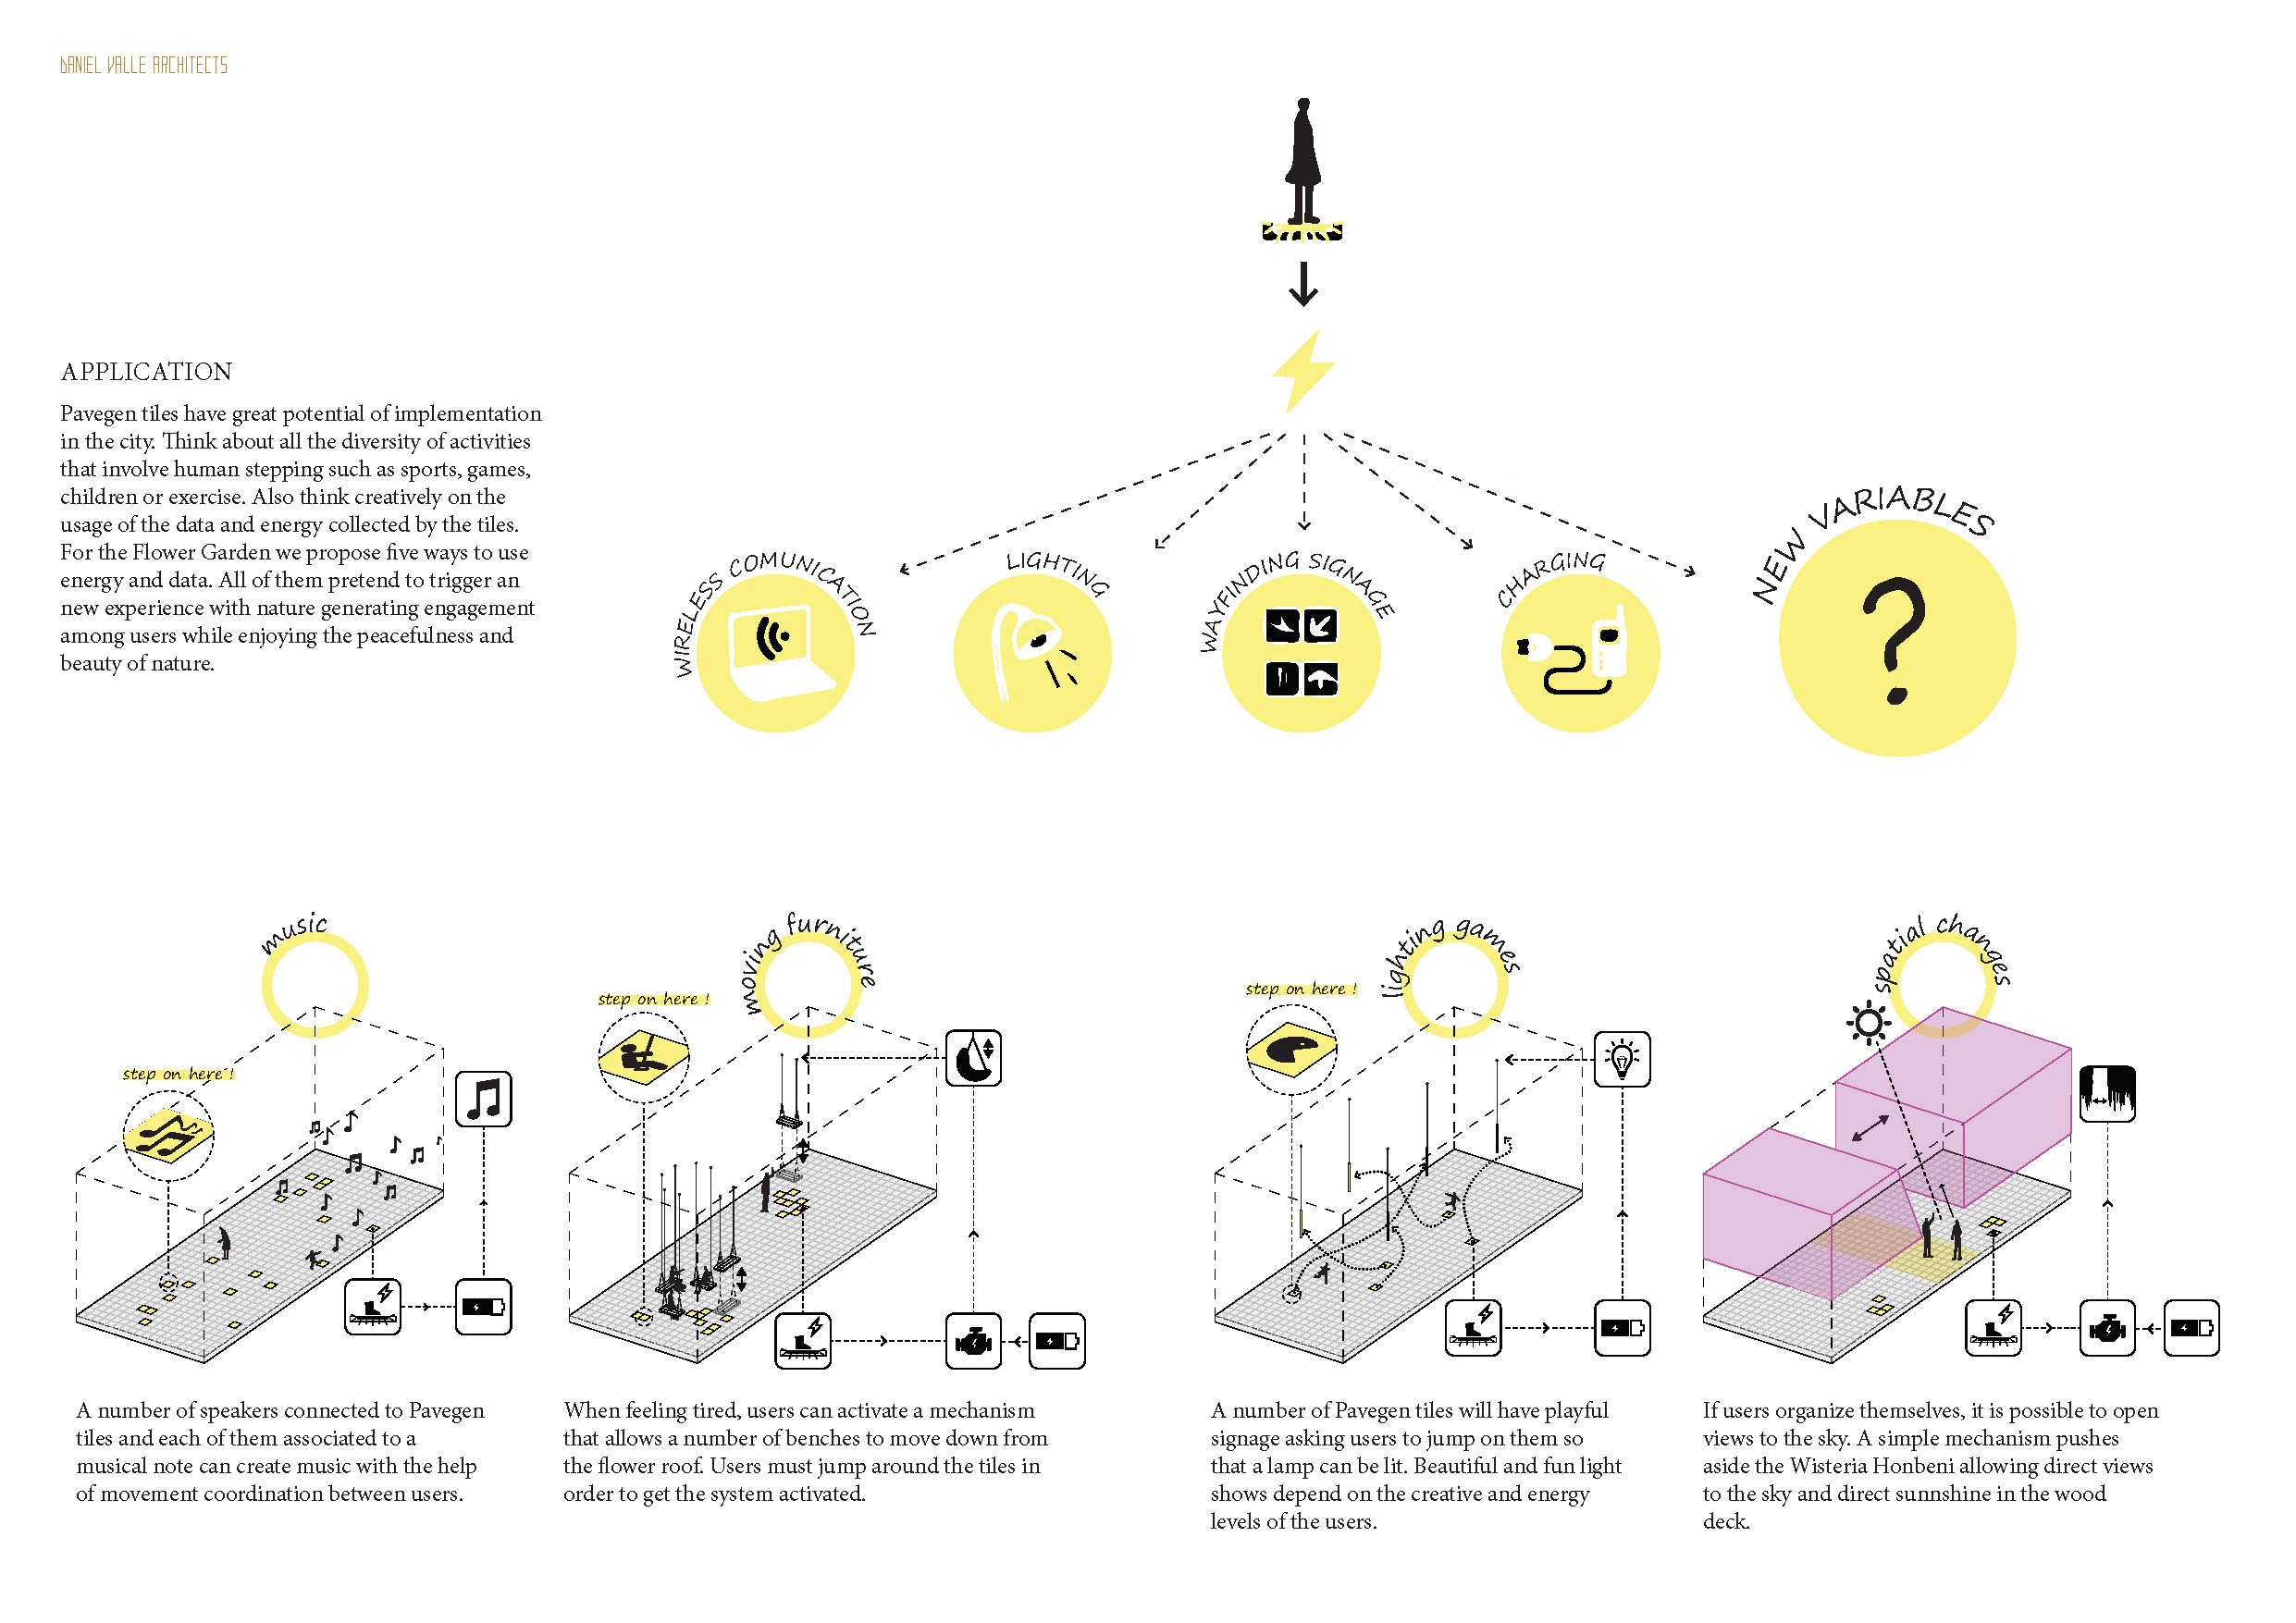 DANIEL VALLE ARCHITECTS
APPLICATION
Pavegen tiles have great potential of implementation
in the city. Think about all the diversity of activities
that involve human stepping such as sports, games,
children or exercise. Also think creatively on the
usage of the data and energy collected by the tiles.
For the Flower Garden we propose five ways to use
energy and data. All of them pretend to trigger an
new experience with nature generating engagement
among users while enjoying the peacefulness and
beauty of nature.
WIRELESS COMUNICATION
LIGHTING
WAYFINDING SIGNAGE
CHARGING
NEW VARIABLES
?
music
step on here !
A number of speakers connected to Pavegen
tiles and each of them associated to a
musical note can create music with the help
of movement coordination between users.
moving furniture
step on here !
When feeling tired, users can activate a mechanism
that allows a number of benches to move down from
the flower roof. Users must jump around the tiles in
order to get the system activated.
lighting games
step on here !
A number of Pavegen tiles will have playful
signage asking users to jump on them so
that a lamp can be lit. Beautiful and fun light
shows depend on the creative and energy
levels of the users.
spatial changes
If users organize themselves, it is possible to open
views to the sky. A simple mechanism pushes
aside the Wisteria Honbeni allowing direct views
to the sky and direct sunnshine in the wood
deck.